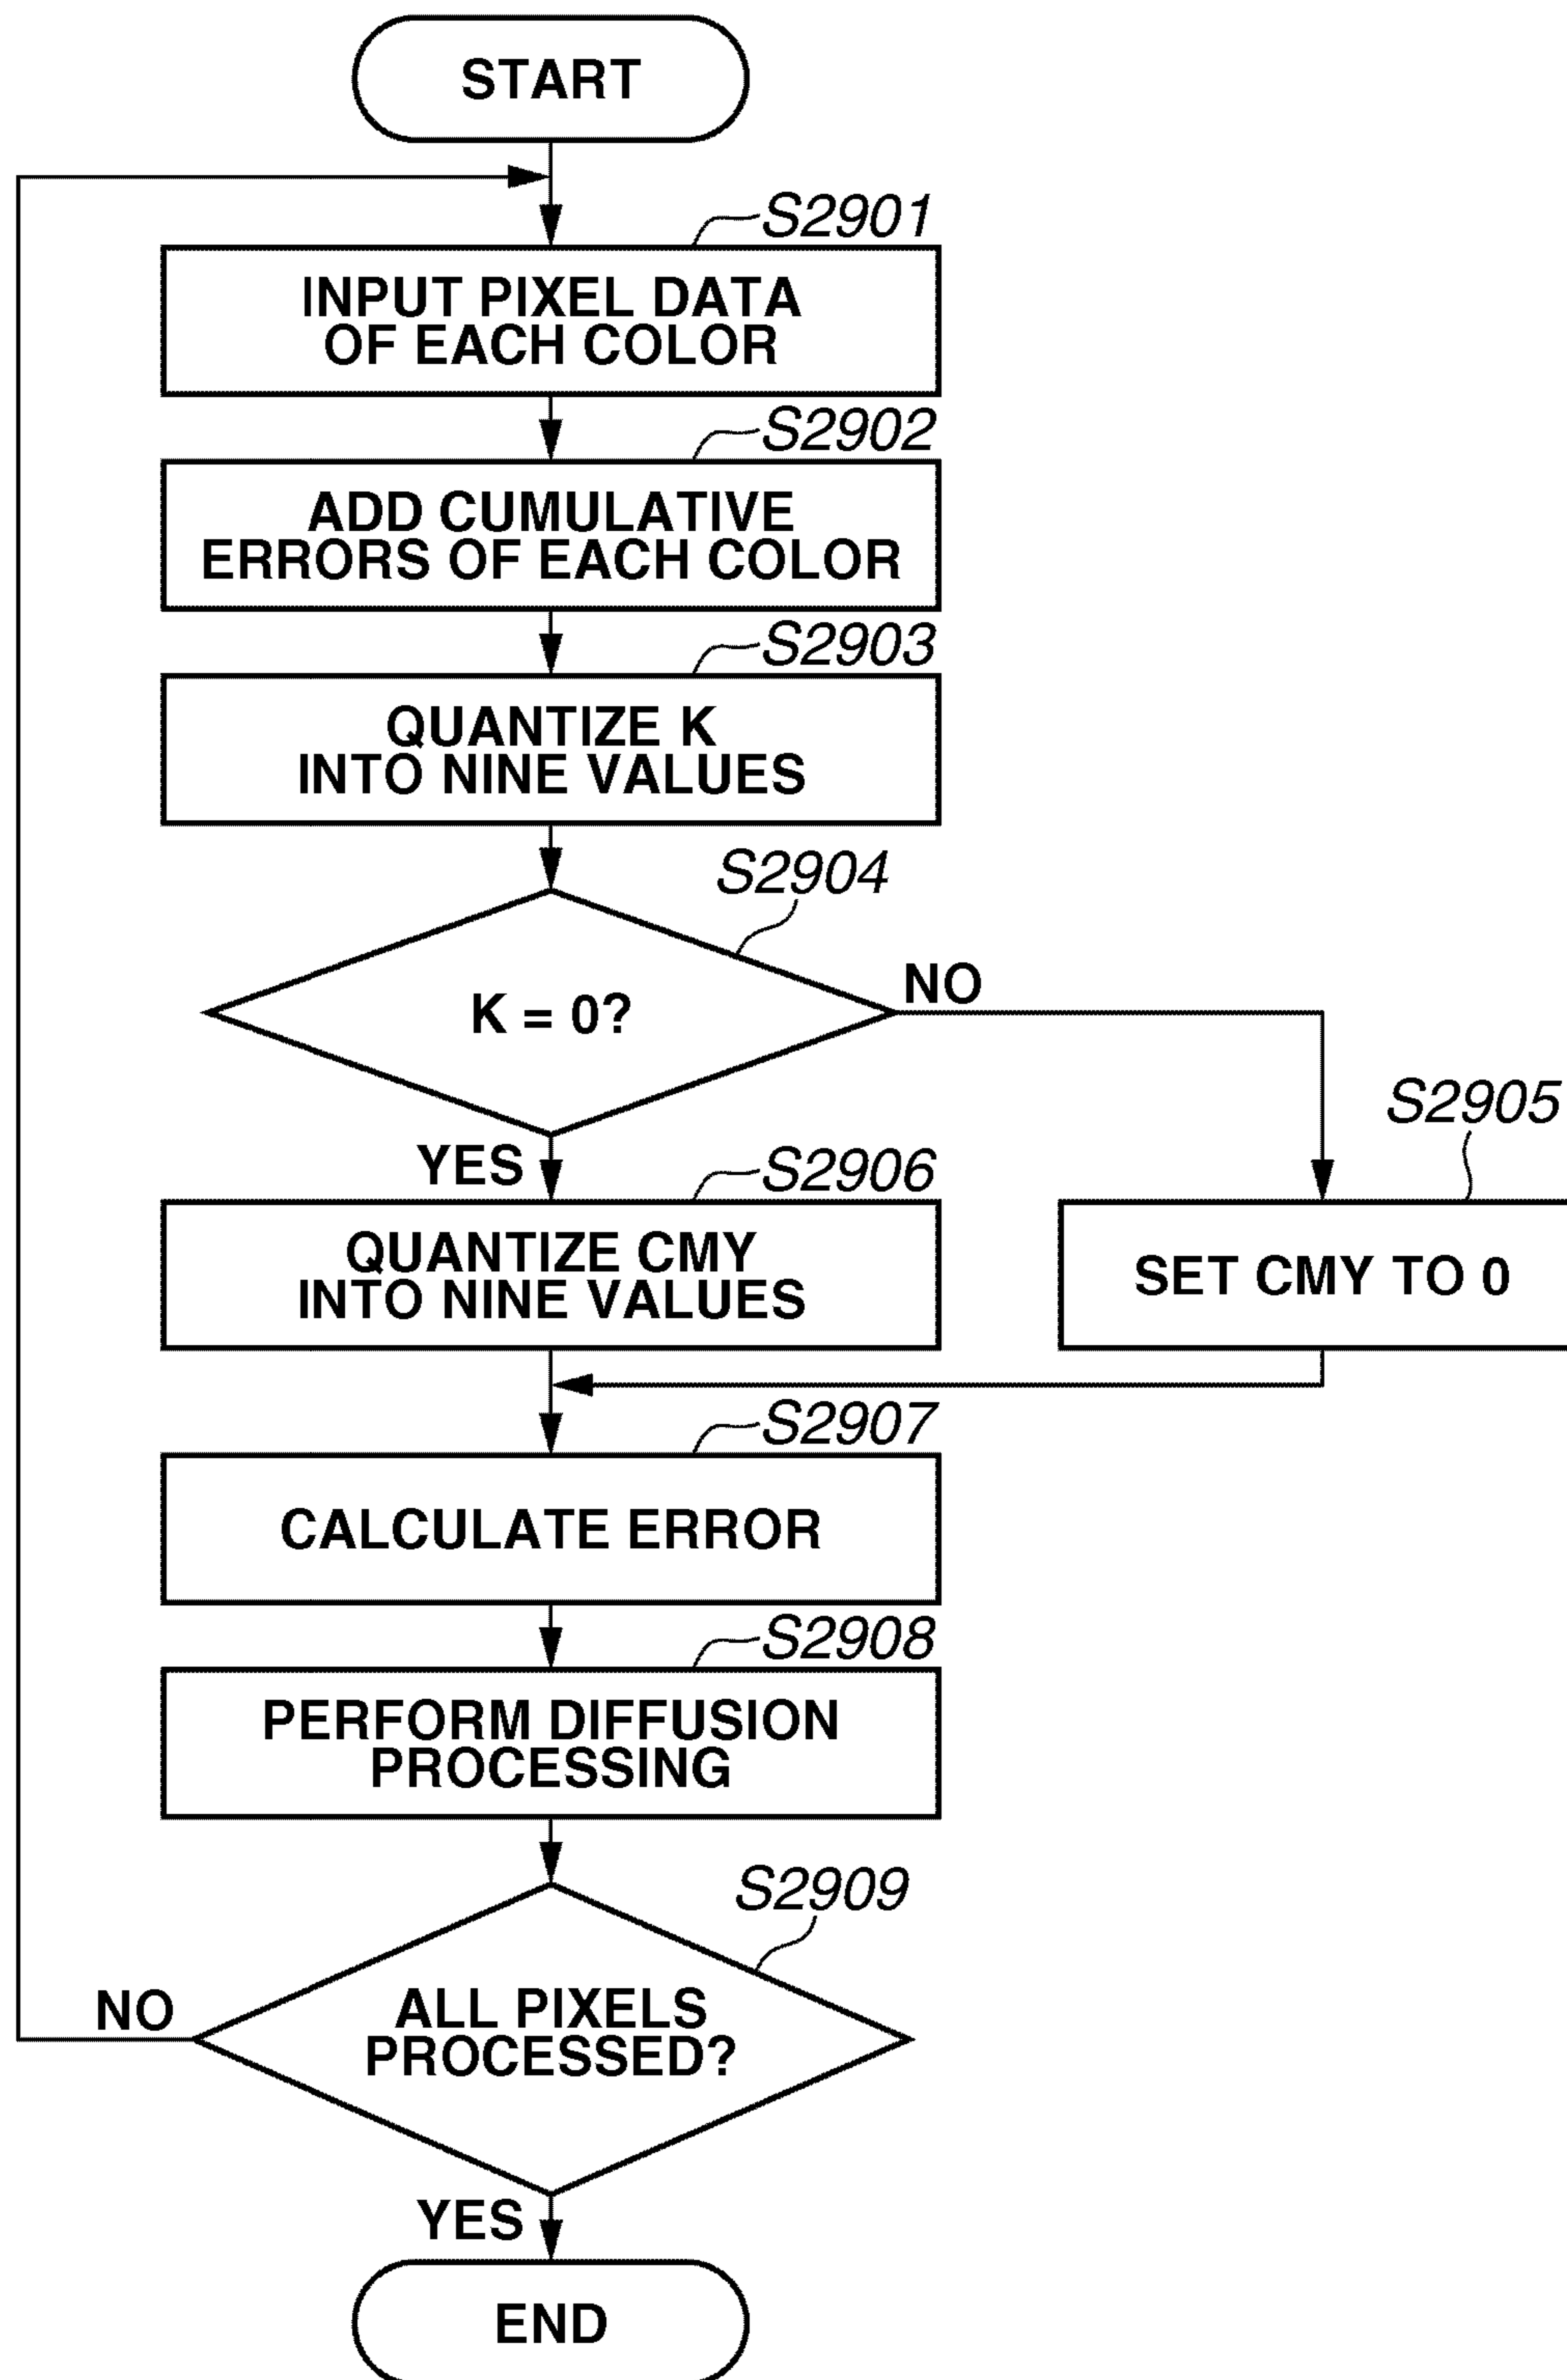 START
S2901
INPUT PIXEL DATA
OF EACH COLOR
S2902
ADD CUMULATIVE
ERRORS OF EACH COLOR
S2903
QUANTIZE K
INTO NINE VALUES
S2904
K = 0?
NO
S2905
YES
S2906
QUANTIZE CMY
INTO NINE VALUES
SET CMY TO 0
S2907
CALCULATE ERROR
S2908
PERFORM DIFFUSION
PROCESSING
S2909
NO
ALL PIXELS
PROCESSED?
YES
END